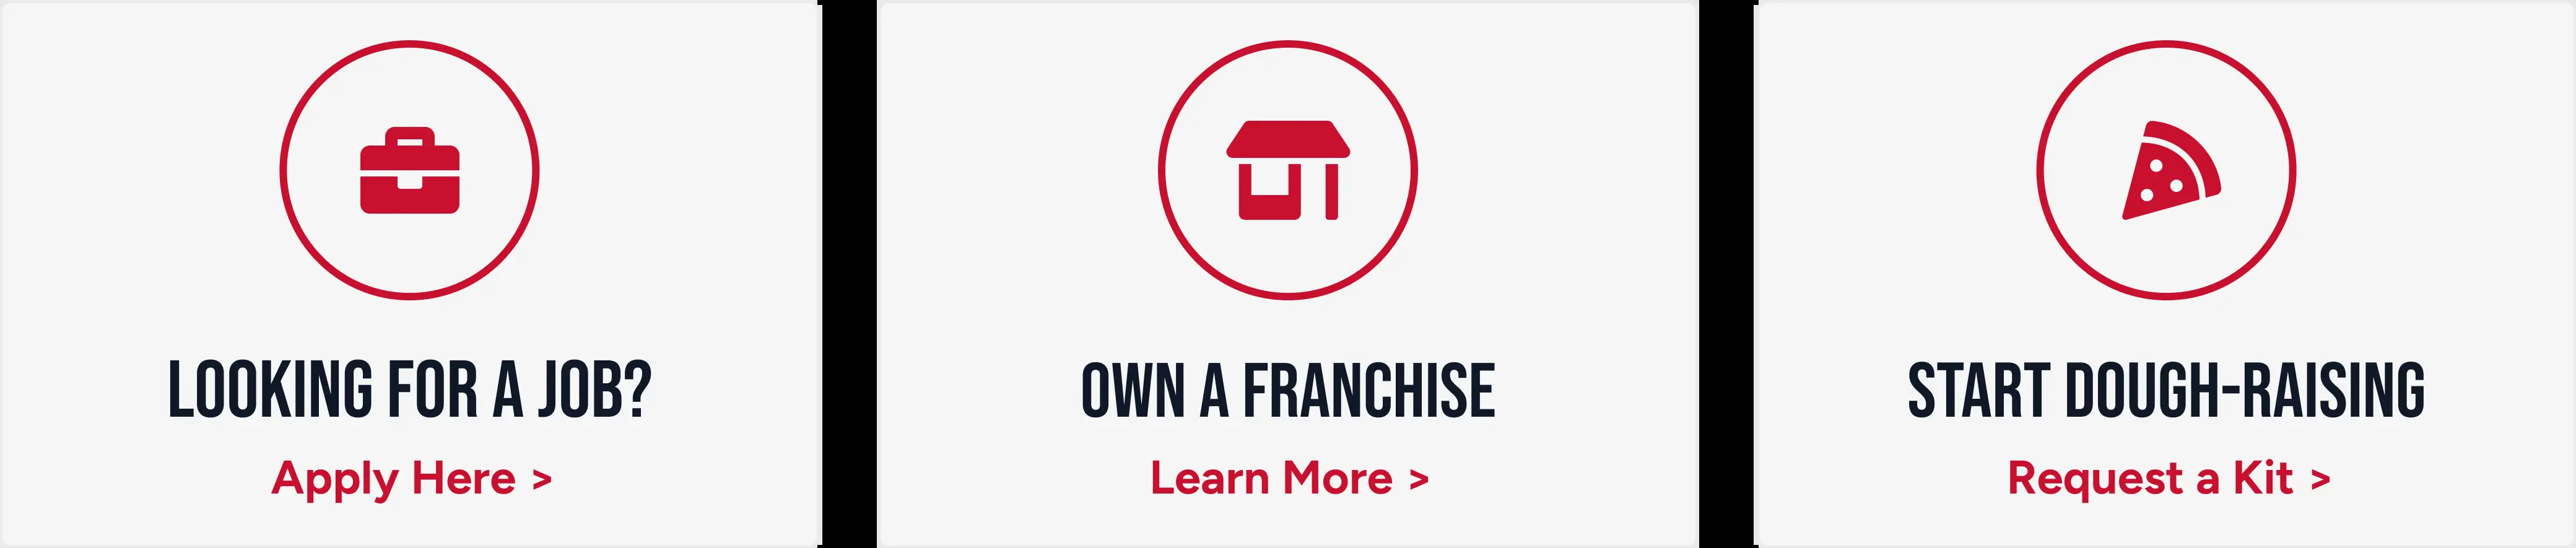 LOOKING FOR A JOB?
Apply Here >
OWN A FRANCHISE
Learn More >
START DOUGH-RAISING
Request a Kit >